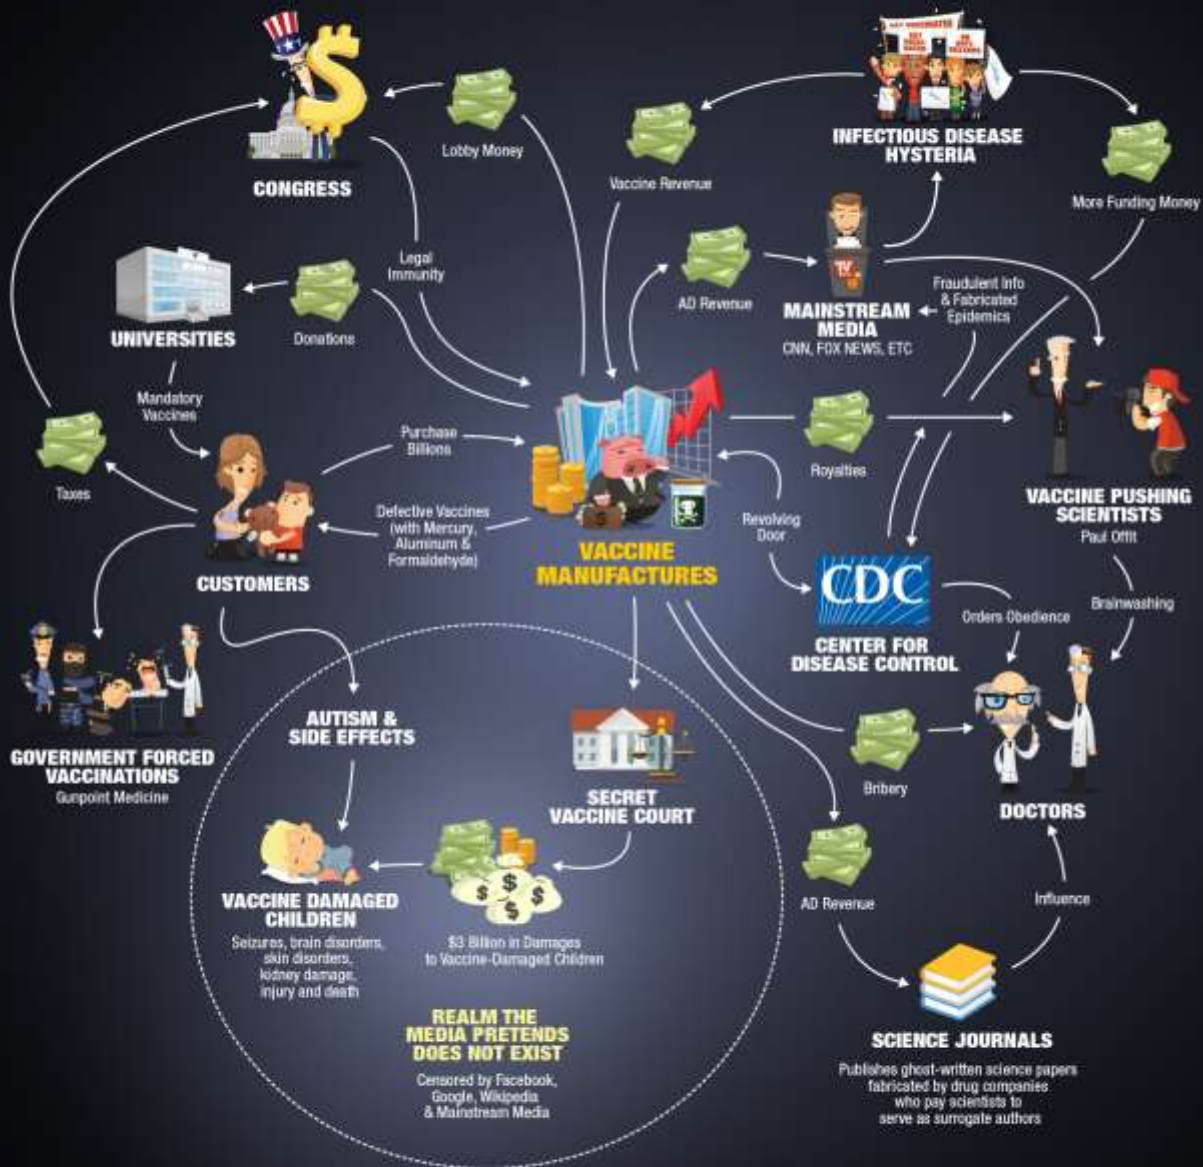 INFECTIOUS DISEASE
HYSTERIA
Lobby Money
CONGRESS
Vaccine Revenue
More Funding Money
Legal
Immunity
AD Revenue
TV
Fraudulent Info
& Fabricated
Epidemics
MAINSTREAM
MEDIA
CNN, FOX NEWS, ETC
UNIVERSITIES
Donations
Mandatory
Vaccines
Purchase
Billions
Royalties
Taxes
VACCINE PUSHING
SCIENTISTS
Paul Offit
Defective Vaccines
(with Mercury,
Aluminum &
Formaldehyde)
Revolving
Door
VACCINE
MANUFACTURES
CUSTOMERS
CDC
Orders Obedience
Brainwashing
CENTER FOR
DISEASE CONTROL
AUTISM &
SIDE EFFECTS
GOVERNMENT FORCED
VACCINATIONS
Gunpoint Medicine
SECRET
VACCINE COURT
Bribery
DOCTORS
VACCINE DAMAGED
CHILDREN
Seizures, brain disorders,
skin disorders,
kidney damage,
injury and death
$3 Billion in Damages
to Vaccine-Damaged Children
AD Revenue
Influence
REALM THE
MEDIA PRETENDS
DOES NOT EXIST
Censored by Facebook,
Google, Wikipedia
& Mainstream Media
SCIENCE JOURNALS
Publishes ghost-written science papers
fabricated by drug companies
who pay scientists to
serve as surrogate authors